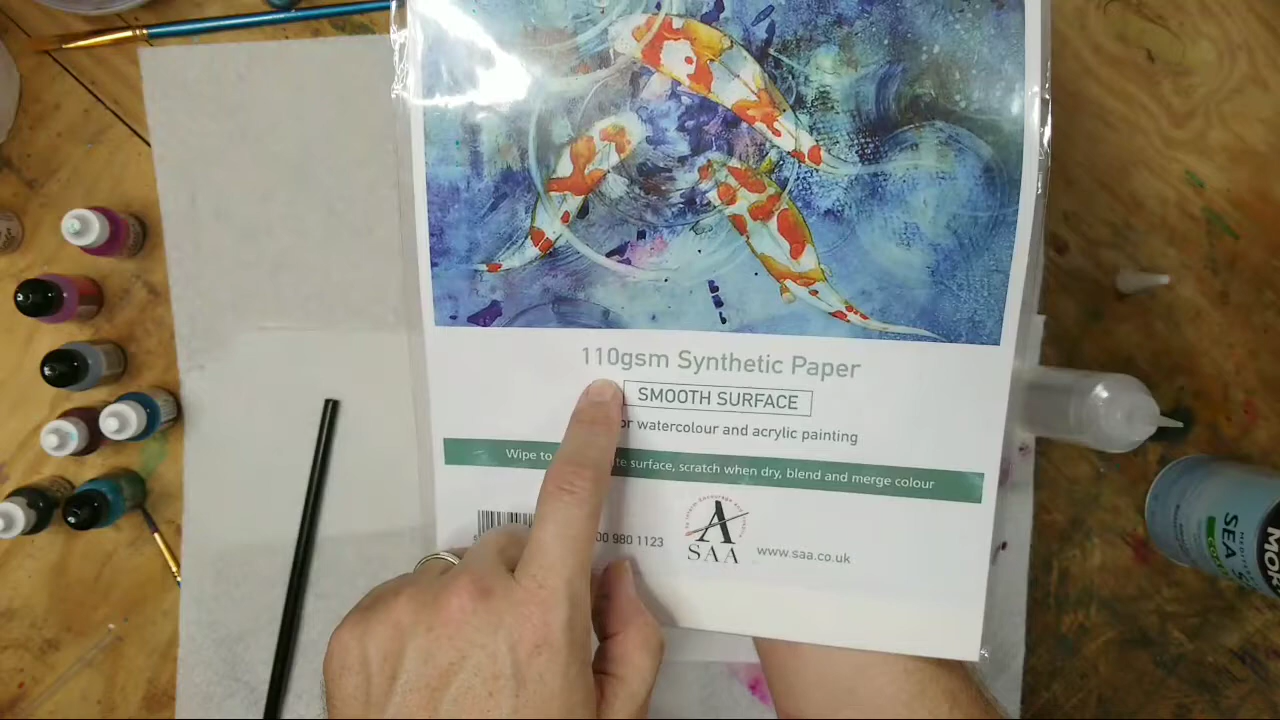 110gsm Synthetic Paper
SMOOTH SURFACE
or watercolour and acrylic painting
Wipe to te surface, scratch when dry, blend and merge colour
00 980 1123
A
SAA
www.saa.co.uk
SEA